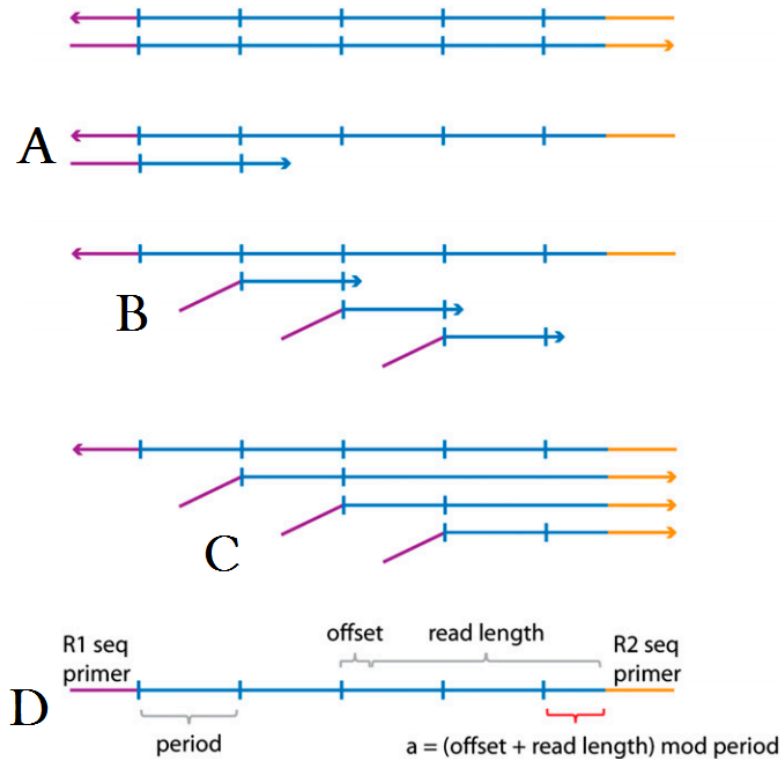 A
B
C
offset read length
R1 seq
primer
R2 seq
primer
D
period
a = (offset + read length) mod period